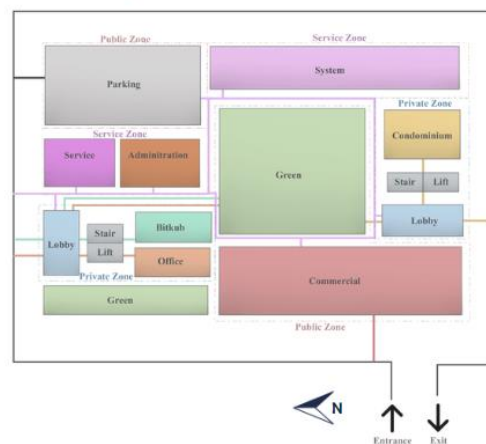 Public Zone
Service Zone
Parking
System
Private Zone
Service Zone
Condominium
Service
Adminitration
Green
Stair
Lift
Lobby
Stair
Bitkub
Lobby
Lift
Office
Private Zone
Commercial
Green
Public Zone
N
Entrance
Exit